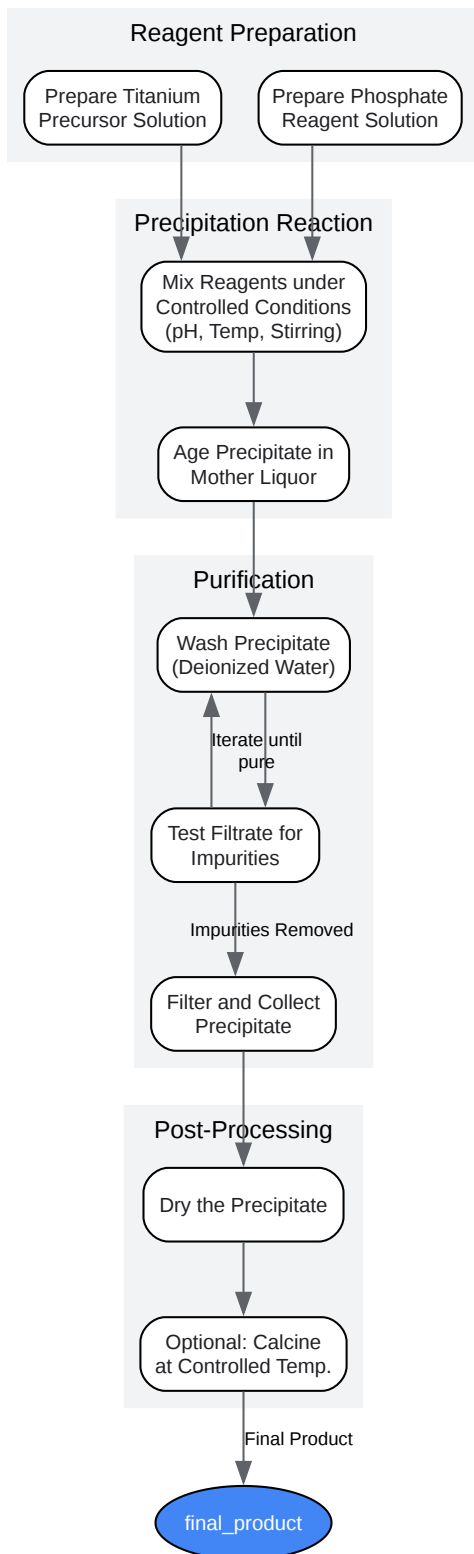 Reagent Preparation
Prepare Titanium
Precursor Solution
Prepare Phosphate
Reagent Solution
Precipitation Reaction
Mix Reagents under
Controlled Conditions
(pH, Temp, Stirring)
Age Precipitate in
Mother Liquor
Purification
Wash Precipitate
(Deionized Water)
Iterate until
pure
Test Filtrate for
Impurities
Impurities Removed
Filter and Collect
Precipitate
Post-Processing
Dry the Precipitate
Optional: Calcine
at Controlled Temp.
Final Product
final_product